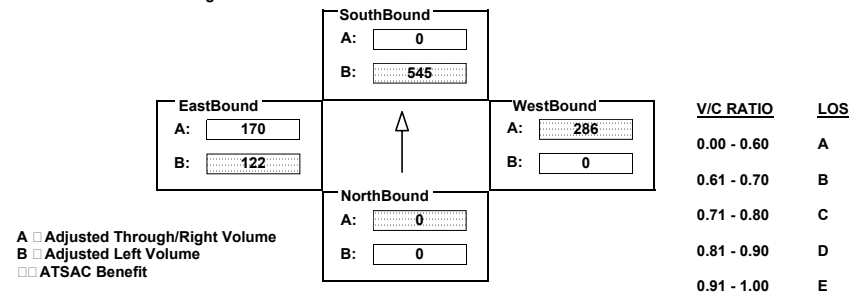 SouthBound
A: 0
B: 545
EastBound
A: 170
B: 122
WestBound
A: 286
B: 0
NorthBound
A: 0
B: 0
A □ Adjusted Through/Right Volume
B □ Adjusted Left Volume
□□ ATSAC Benefit
V/C RATIO LOS
0.00 - 0.60 A
0.61 - 0.70 B
0.71 - 0.80 C
0.81 - 0.90 D
0.91 - 1.00 E